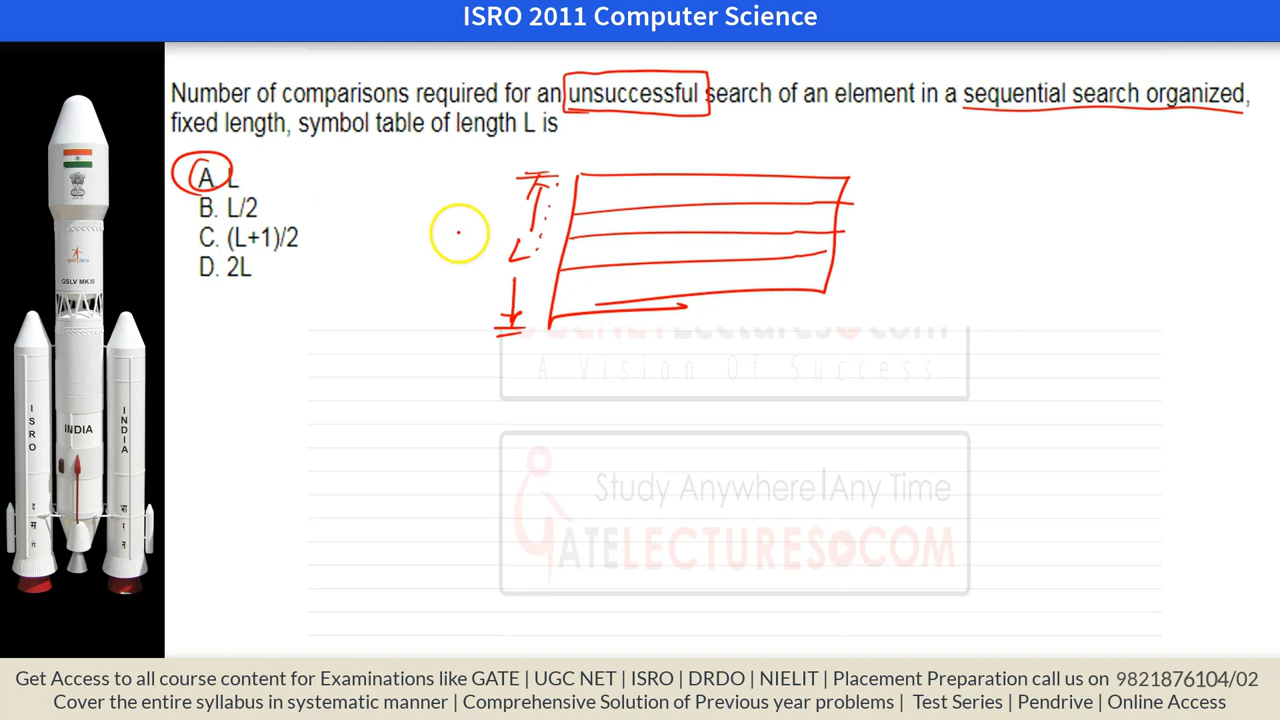 ISRO 2011 Computer Science
Number of comparisons required for an unsuccessful search of an element in a sequential search organized,
fixed length, symbol table of length L is
A. L
B. L/2
C. (L+1)/2
D. 2L
L
GSLV MK III
ISRO
INDIA
INDIA
A Vision Of Success
Study Anywhere|Any Time
GATELECTURES.COM
Get Access to all course content for Examinations like GATE | UGC NET | ISRO | DRDO | NIELIT | Placement Preparation call us on 9821876104/02
Cover the entire syllabus in systematic manner | Comprehensive Solution of Previous year problems | Test Series | Pendrive | Online Access